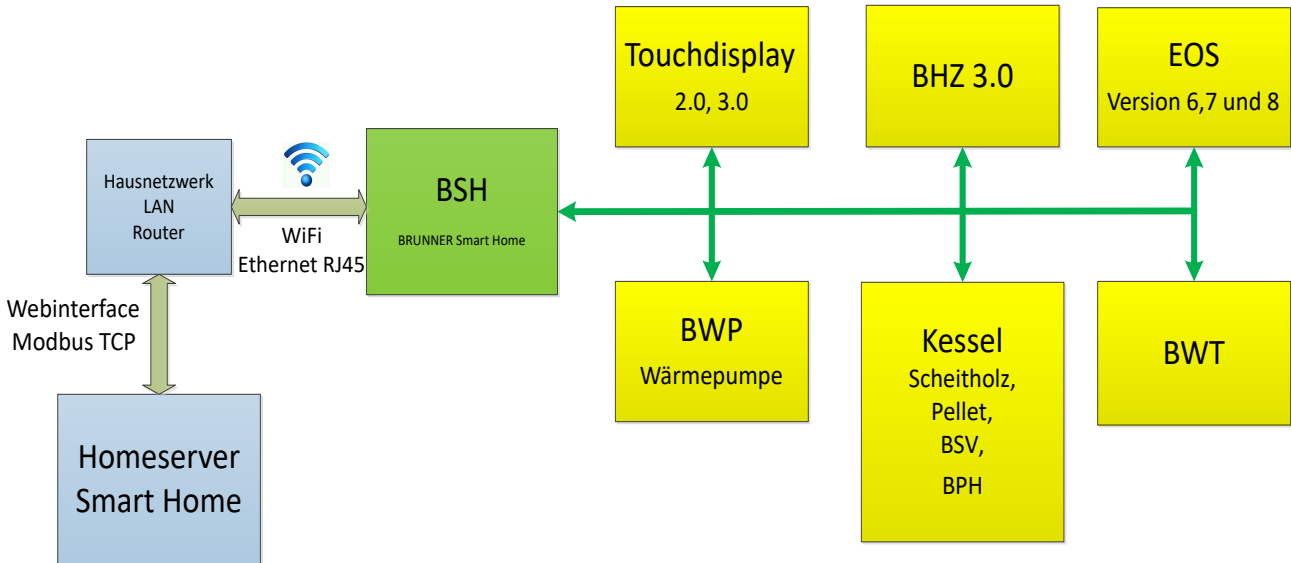 Touchdisplay
2.0, 3.0
BHZ 3.0
EOS
Version 6,7 und 8
Hausnetzwerk
LAN
Router
WiFi
Ethernet RJ45
BSH
BRUNNER Smart Home
Webinterface
Modbus TCP
Homeserver
Smart Home
BWP
Wärmepumpe
Kessel
Scheitholz,
Pellet,
BSV,
BPH
BWT